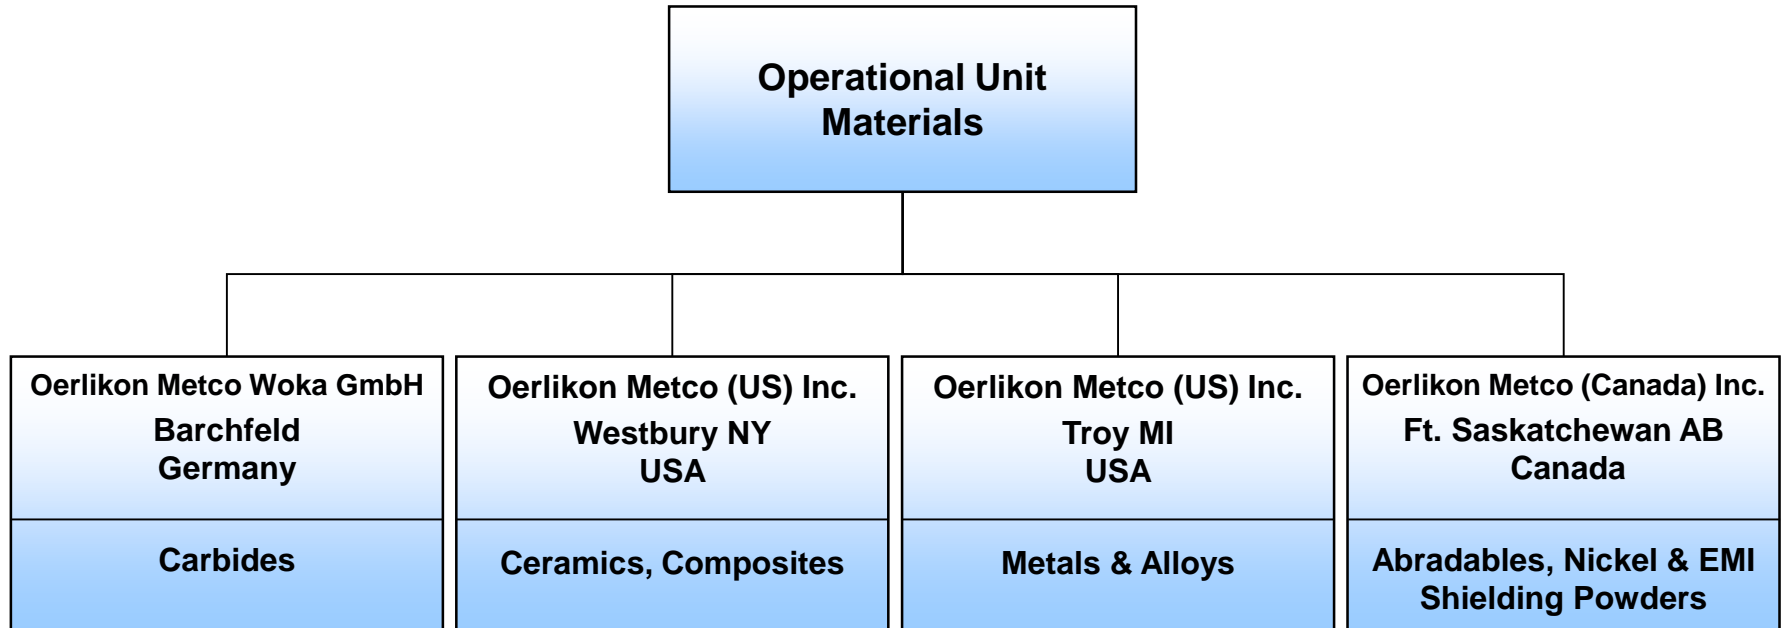 Operational Unit
Materials
Oerlikon Metco Woka GmbH
Barchfeld
Germany
Carbides
Oerlikon Metco (US) Inc.
Westbury NY
USA
Ceramics, Composites
Oerlikon Metco (US) Inc.
Troy MI
USA
Metals & Alloys
Oerlikon Metco (Canada) Inc.
Ft. Saskatchewan AB
Canada
Abradables, Nickel & EMI
Shielding Powders